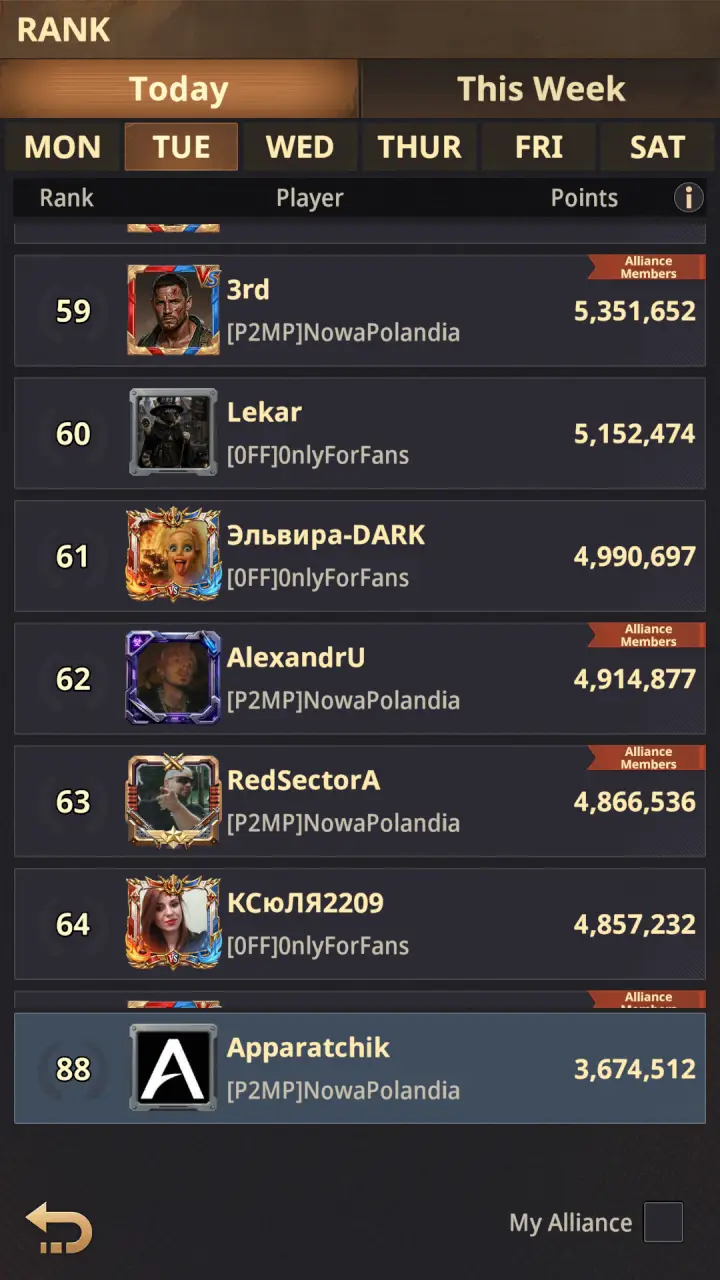 RANK
Today
This Week
MON
TUE
WED
THUR
FRI
SAT
Rank
Player
Points
Alliance
Members
59
3rd
[P2MP]NowaPolandia
5,351,652
60
Lekar
[0FF]0nlyForFans
5,152,474
61
Эльвира-DARK
[0FF]0nlyForFans
4,990,697
Alliance
Members
62
AlexandrU
[P2MP]NowaPolandia
4,914,877
Alliance
Members
63
RedSectorA
[P2MP]NowaPolandia
4,866,536
64
КСюЛЯ2209
[0FF]0nlyForFans
4,857,232
Alliance
88
Apparatchik
[P2MP]NowaPolandia
3,674,512
My Alliance